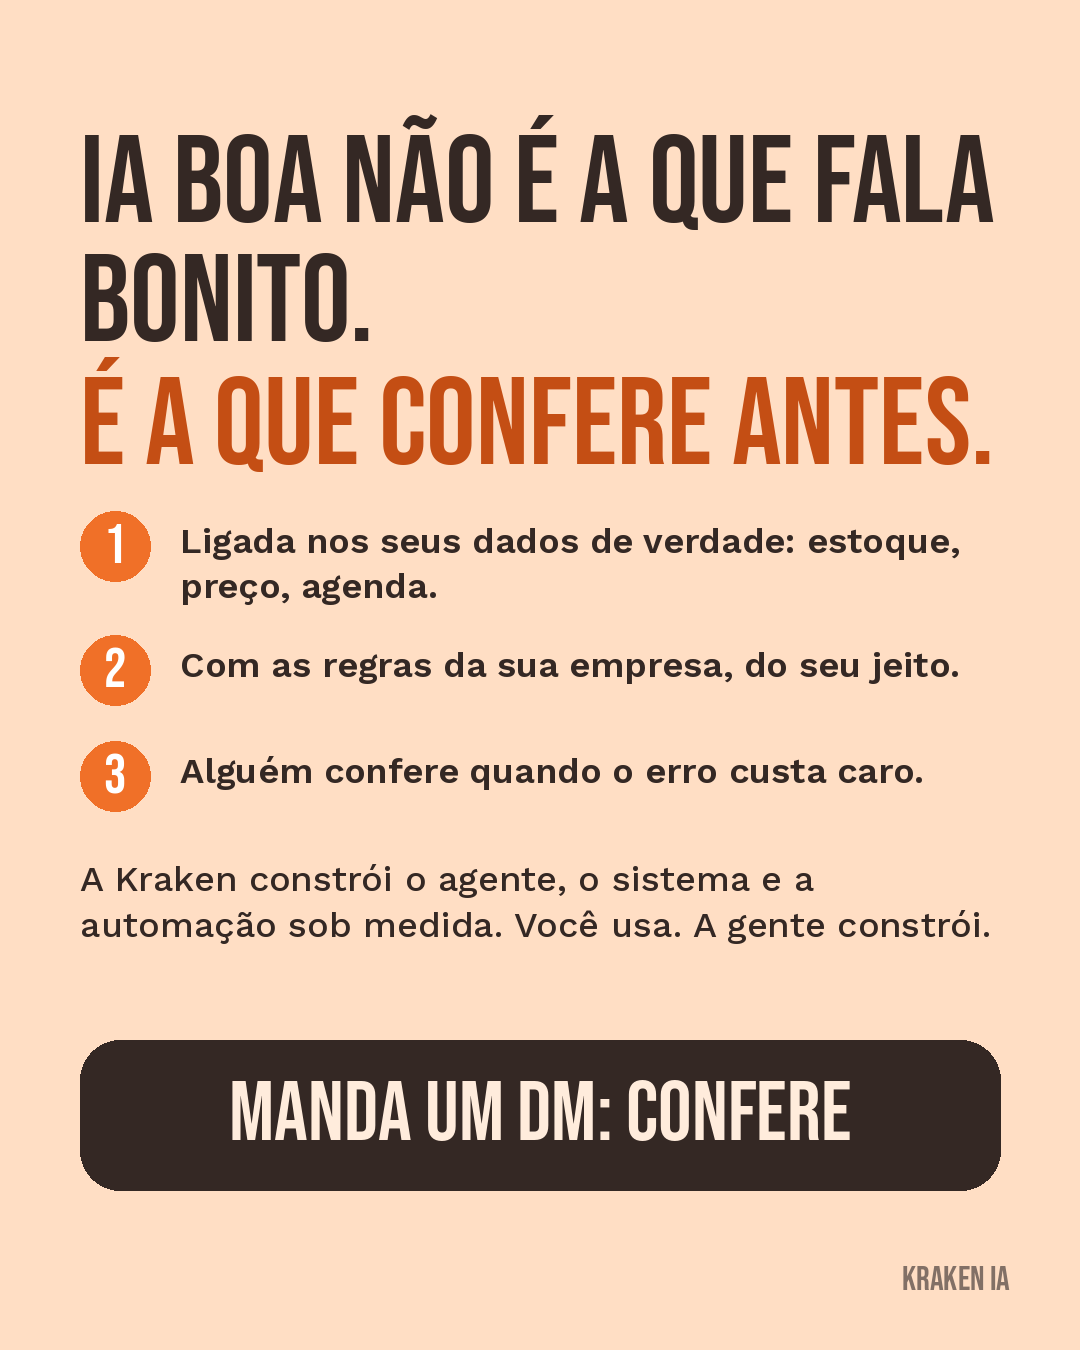 IA BOA NÃO É A QUE FALA
BONITO.
É A QUE CONFERE ANTES.
1 Ligada nos seus dados de verdade: estoque,
preço, agenda.
2 Com as regras da sua empresa, do seu jeito.
3 Alguém confere quando o erro custa caro.
A Kraken constrói o agente, o sistema e a
automação sob medida. Você usa. A gente constrói.
MANDA UM DM: CONFERE
KRAKEN IA